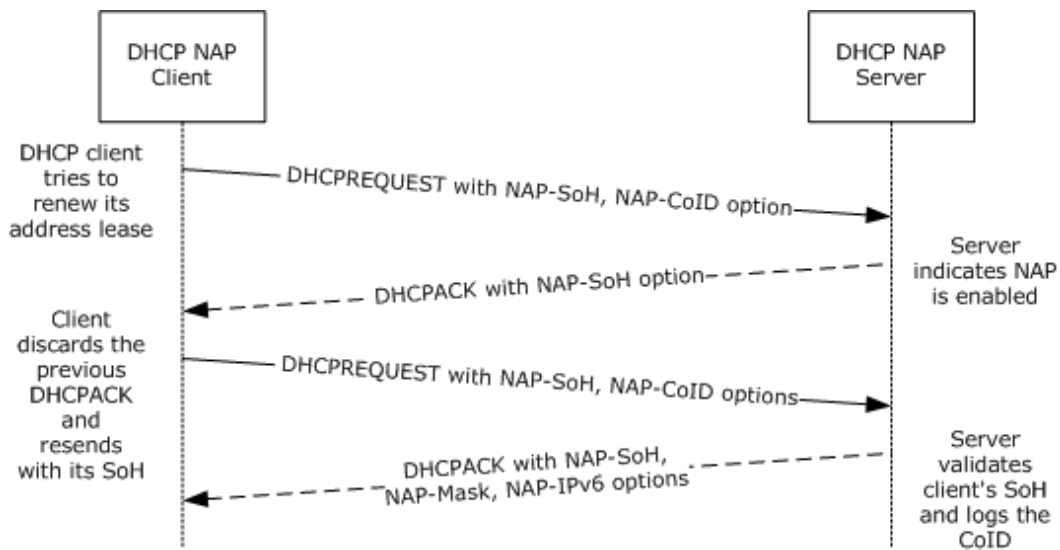 DHCP NAP
Client
DHCP NAP
Server
DHCP client
tries to
renew its
address lease
DHCPREQUEST with NAP-SoH, NAP-CoID option
Server
indicates NAP
is enabled
DHCPACK with NAP-SoH option
Client
discards the
previous
DHCPACK
and
resends
with its SoH
DHCPREQUEST with NAP-SoH, NAP-CoID options
DHCPACK with NAP-SoH,
NAP-Mask, NAP-IPv6 options
Server
validates
client's SoH
and logs the
CoID